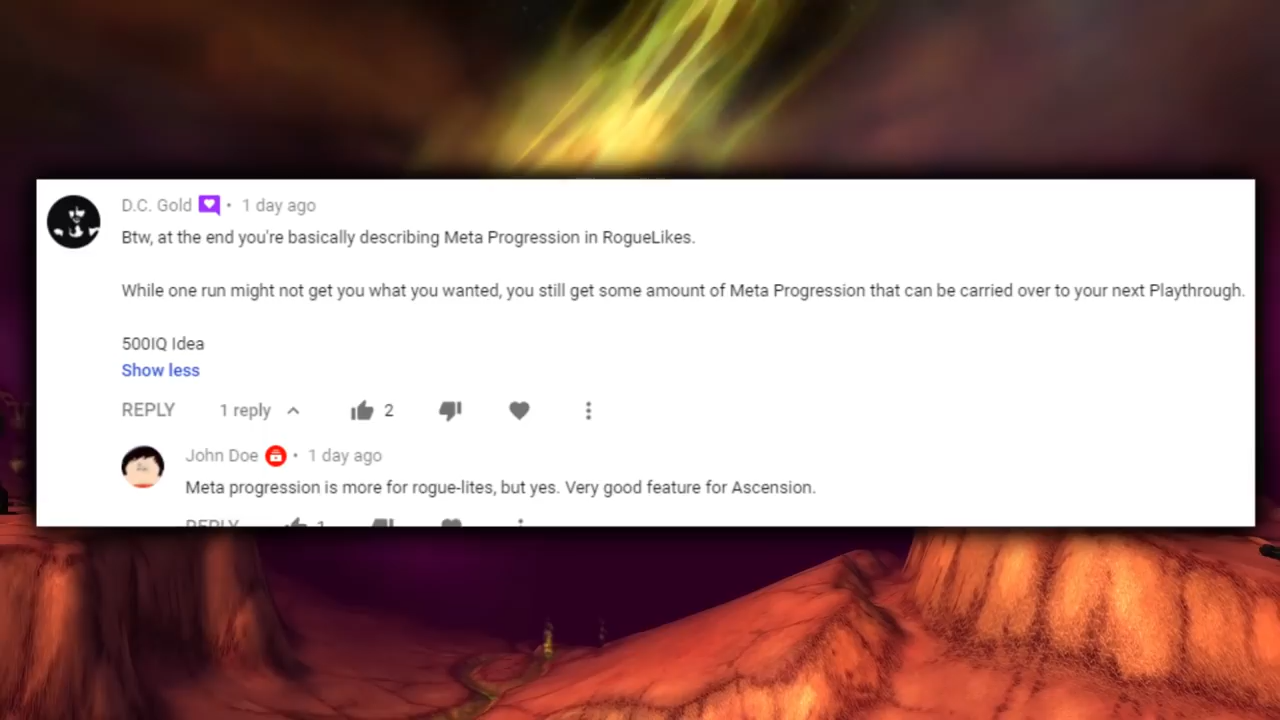 D.C. Gold • 1 day ago
Btw, at the end you're basically describing Meta Progression in RogueLikes.
While one run might not get you what you wanted, you still get some amount of Meta Progression that can be carried over to your next Playthrough.
500IQ Idea
Show less
REPLY 1 reply 2
John Doe • 1 day ago
Meta progression is more for rogue-lites, but yes. Very good feature for Ascension.
REPLY 1